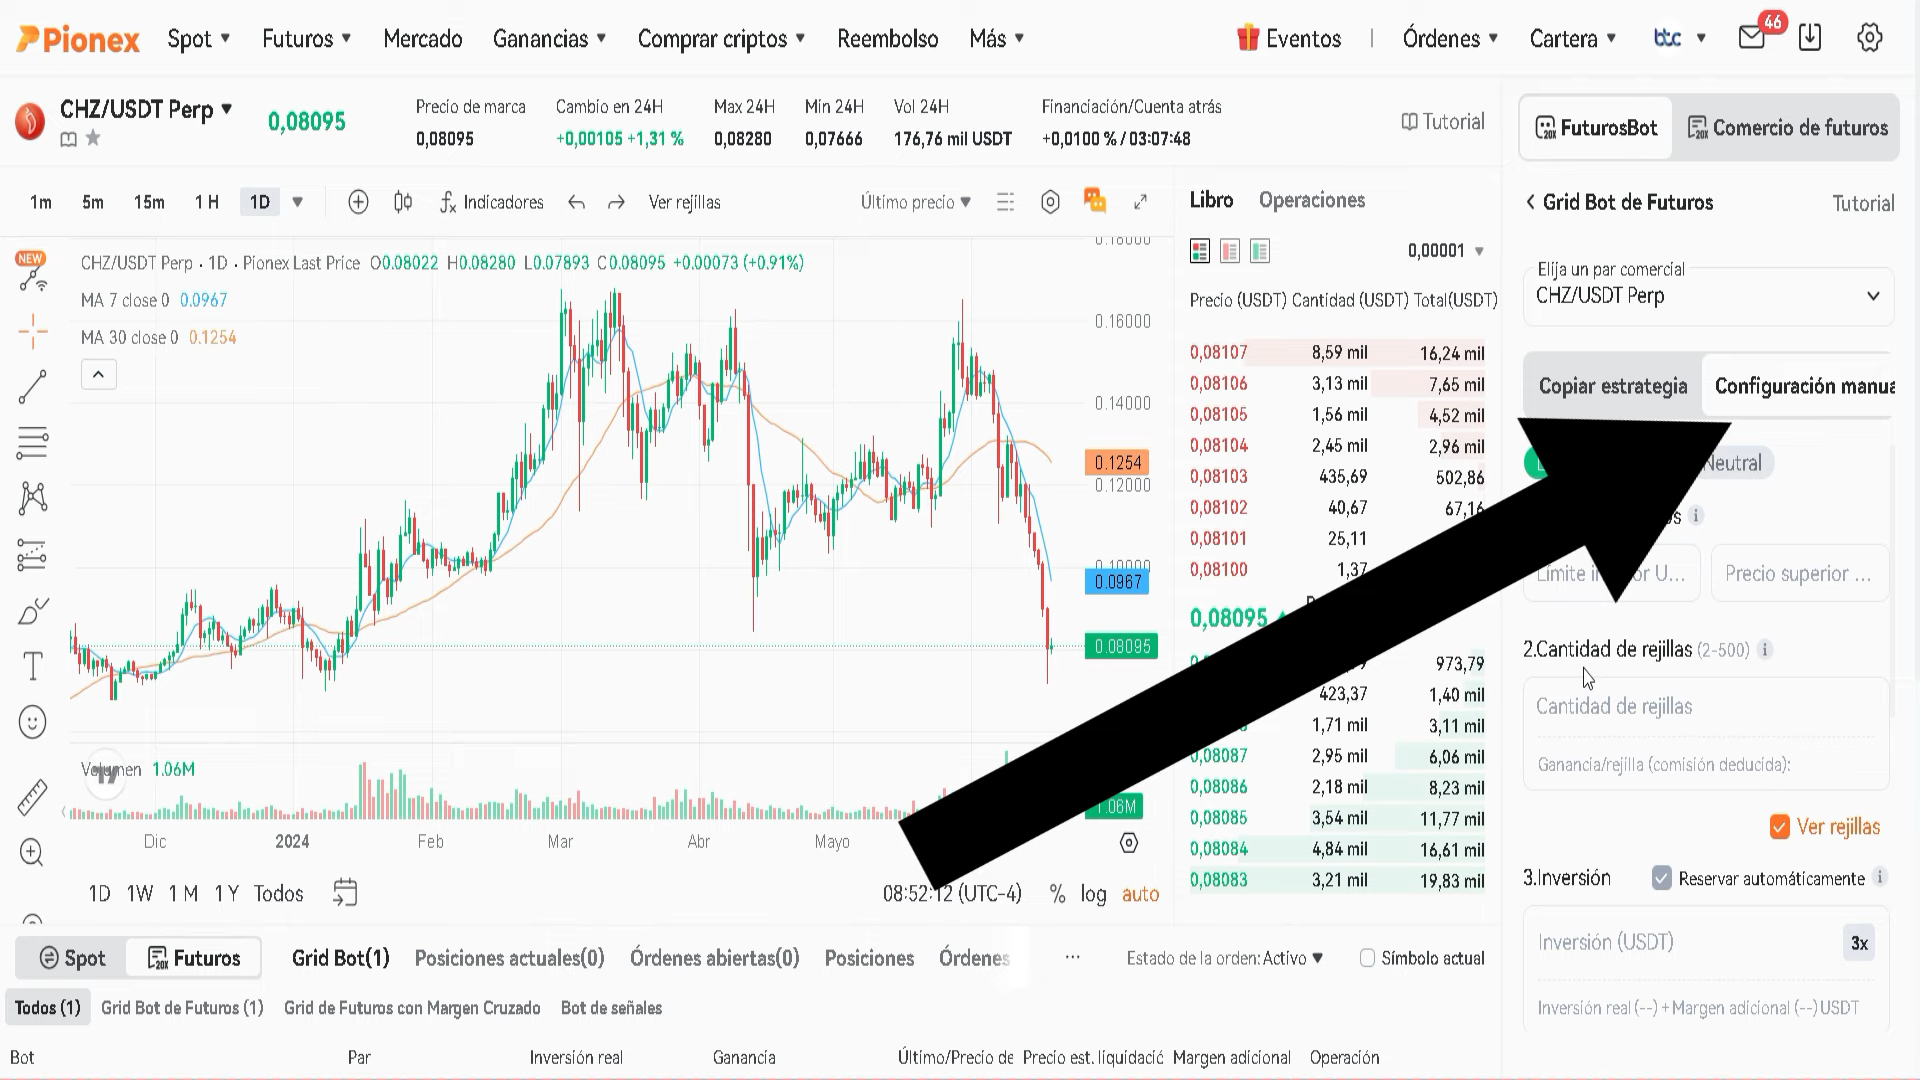 Pionex Spot Futuros Mercado Ganancias Comprar criptos Reembolso Más Eventos Órdenes Cartera btc 46
CHZ/USDT Perp 0,08095
Precio de marca Cambio en 24H Max 24H Min 24H Vol 24H Financiación/Cuenta atrás
0,08095 +0,00105 +1,31 % 0,08280 0,07666 176,76 mil USDT +0,0100 % / 03:07:48
Tutorial
FuturosBot Comercio de futuros
1m 5m 15m 1 H 1D Indicadores Ver rejillas Último precio
Libro Operaciones
Grid Bot de Futuros Tutorial
NEW
CHZ/USDT Perp · 1D · Pionex Last Price O0.08022 H0.08280 L0.07893 C0.08095 +0.00073 (+0.91%)
MA 7 close 0 0.0967
MA 30 close 0 0.1254
0.18000
0.16000
0.14000
0.1254
0.12000
0.10000
0.0967
0.08095
Volumen 1.06M
1.06M
Dic 2024 Feb Mar Abr Mayo
1D 1W 1 M 1 Y Todos 08:52:12 (UTC-4) % log auto
0,00001
Precio (USDT) Cantidad (USDT) Total(USDT)
0,08107 8,59 mil 16,24 mil
0,08106 3,13 mil 7,65 mil
0,08105 1,56 mil 4,52 mil
0,08104 2,45 mil 2,96 mil
0,08103 435,69 502,86
0,08102 40,67 67,16
0,08101 25,11
0,08100 1,37
0,08095
973,79
423,37 1,40 mil
1,71 mil 3,11 mil
0,08087 2,95 mil 6,06 mil
0,08086 2,18 mil 8,23 mil
0,08085 3,54 mil 11,77 mil
0,08084 4,84 mil 16,61 mil
0,08083 3,21 mil 19,83 mil
Elija un par comercial
CHZ/USDT Perp
Copiar estrategia Configuración manua
Neutral
Precio superior ...
2.Cantidad de rejillas (2-500)
Cantidad de rejillas
Ganancia/rejilla (comisión deducida):
Ver rejillas
3.Inversión Reservar automáticamente
Inversión (USDT) 3x
Inversión real (--) + Margen adicional (--) USDT
Spot Futuros Grid Bot(1) Posiciones actuales(0) Órdenes abiertas(0) Posiciones Órdenes ... Estado de la orden:Activo Símbolo actual
Todos (1) Grid Bot de Futuros (1) Grid de Futuros con Margen Cruzado Bot de señales
Bot Par Inversión real Ganancia Último/Precio de Precio est. liquidació Margen adicional Operación